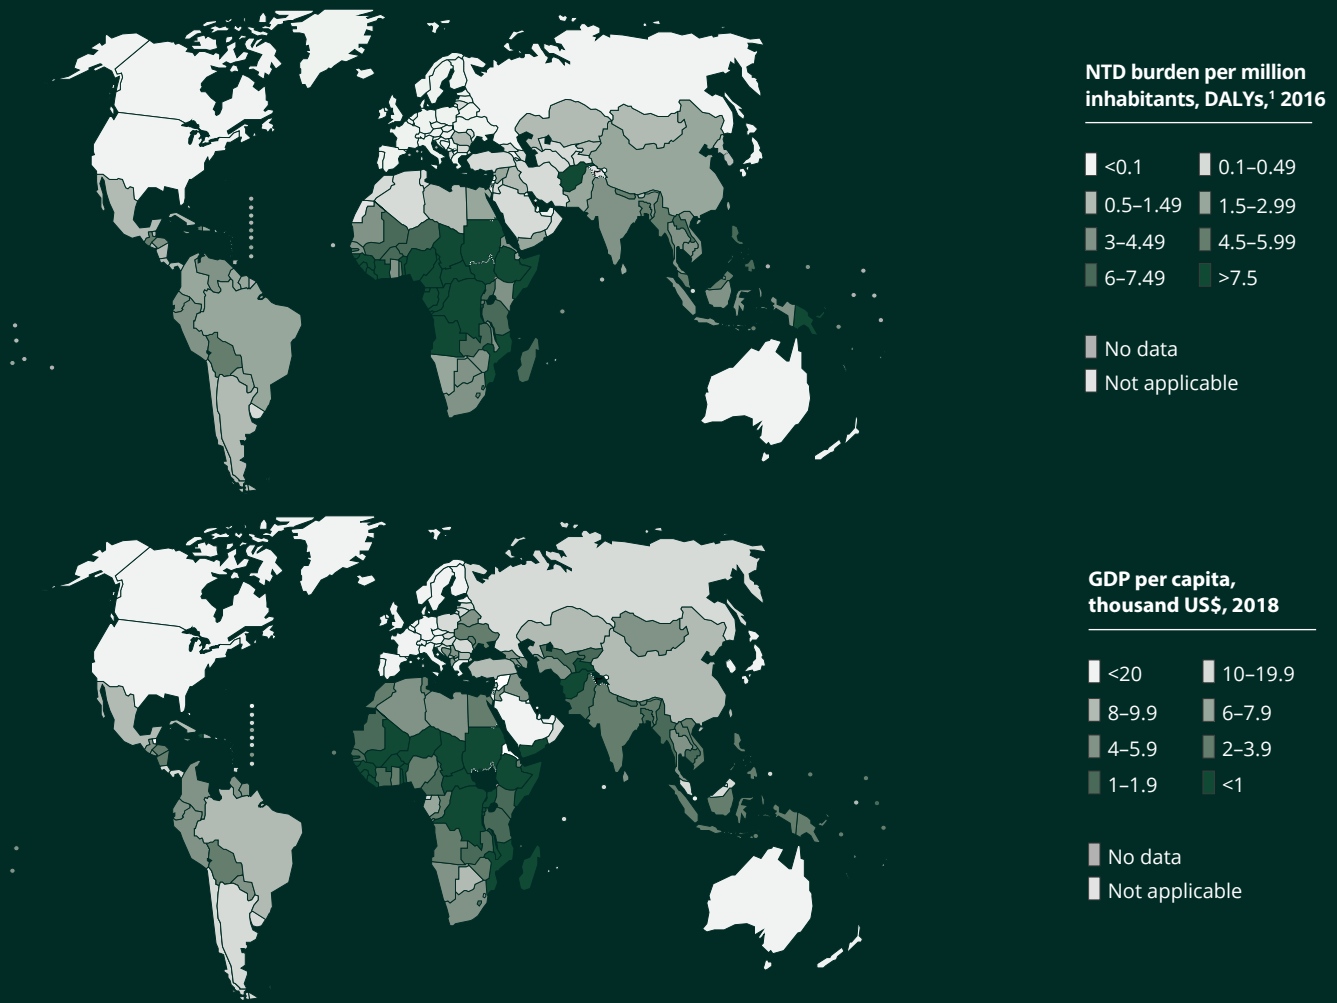 NTD burden per million
inhabitants, DALYs,¹ 2016
<0.1
0.1–0.49
0.5–1.49
1.5–2.99
3–4.49
4.5–5.99
6–7.49
>7.5
No data
Not applicable
GDP per capita,
thousand US$, 2018
<20
10–19.9
8–9.9
6–7.9
4–5.9
2–3.9
1–1.9
<1
No data
Not applicable